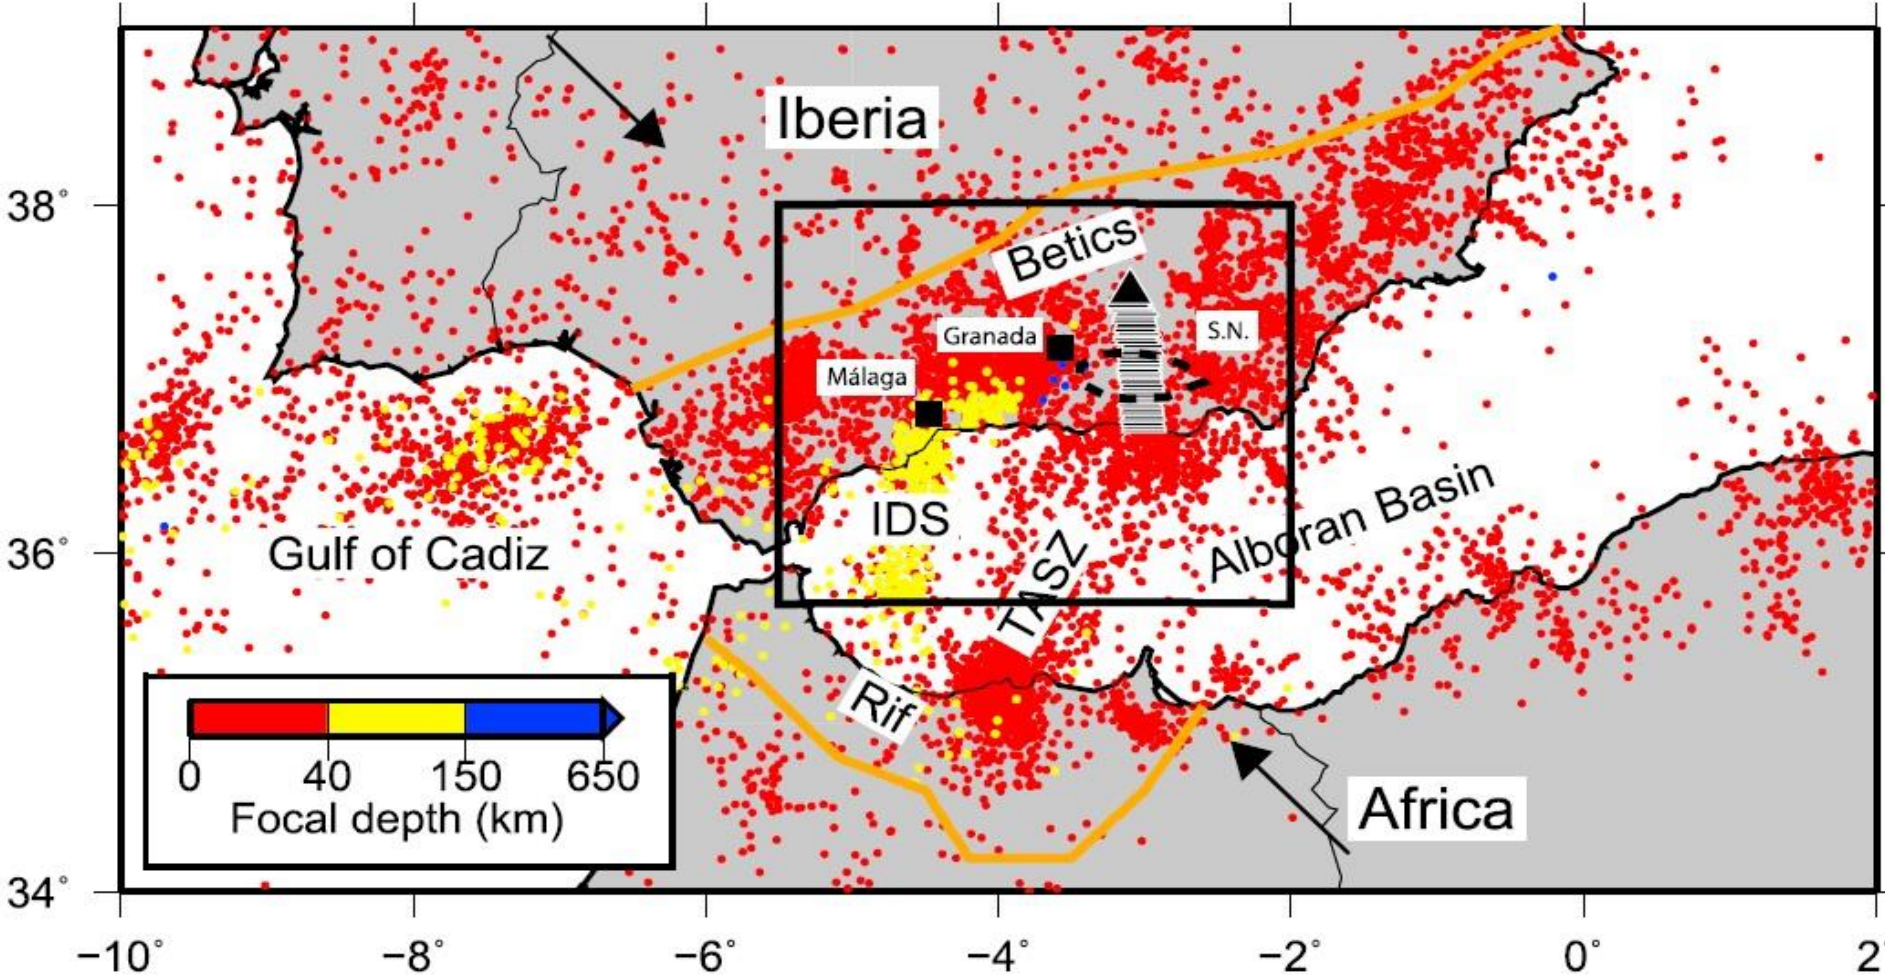 Iberia
38°
Betics
Granada
S.N.
Málaga
IDS
Alboran Basin
36°
Gulf of Cadiz
TASZ
Rif
0 40 150 650
Focal depth (km)
Africa
34°
−10° −8° −6° −4° −2° 0° 2°